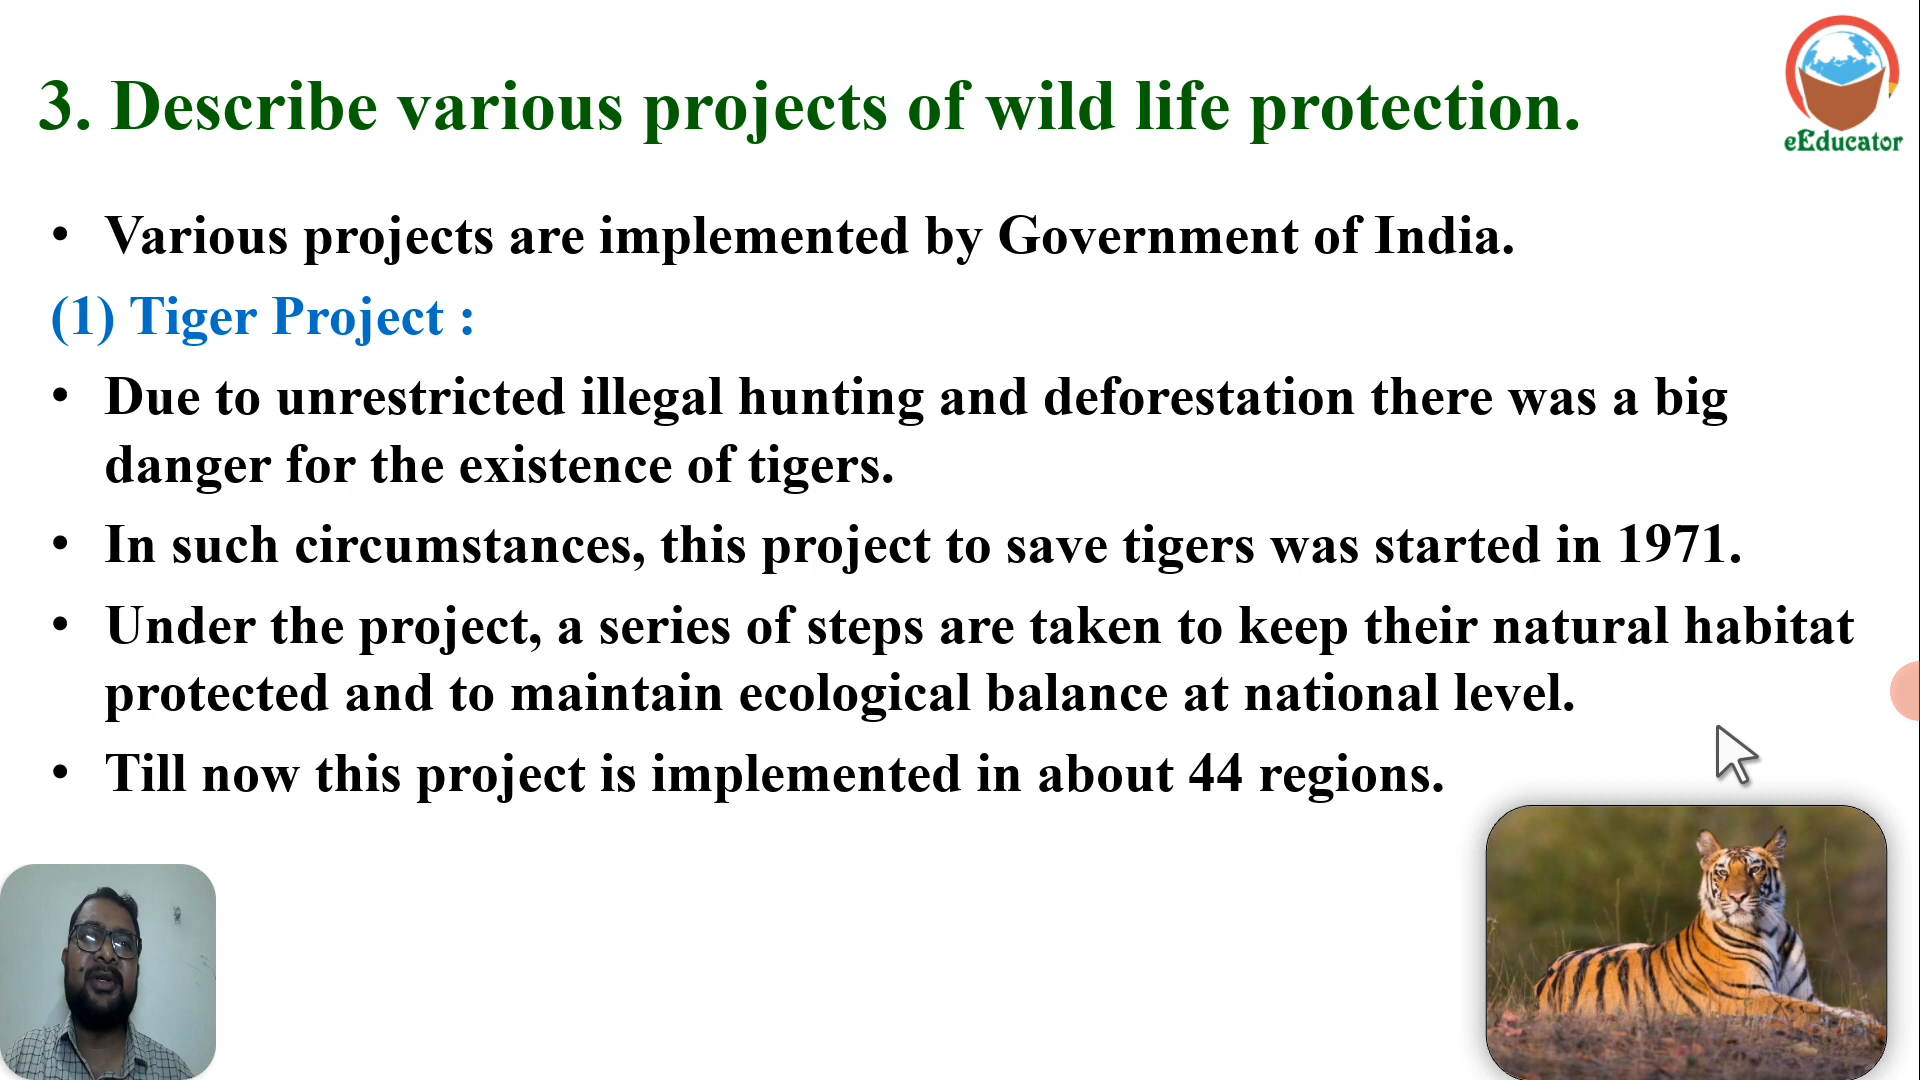 3. Describe various projects of wild life protection.
eEducator
• Various projects are implemented by Government of India.
(1) Tiger Project :
• Due to unrestricted illegal hunting and deforestation there was a big
danger for the existence of tigers.
• In such circumstances, this project to save tigers was started in 1971.
• Under the project, a series of steps are taken to keep their natural habitat
protected and to maintain ecological balance at national level.
• Till now this project is implemented in about 44 regions.